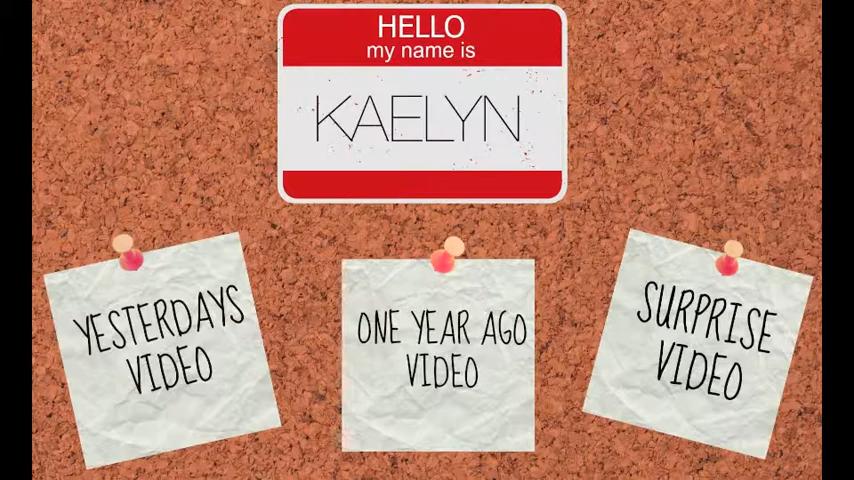 HELLO
my name is
KAELYN
YESTERDAYS
VIDEO
ONE YEAR AGO
VIDEO
SURPRISE
VIDEO